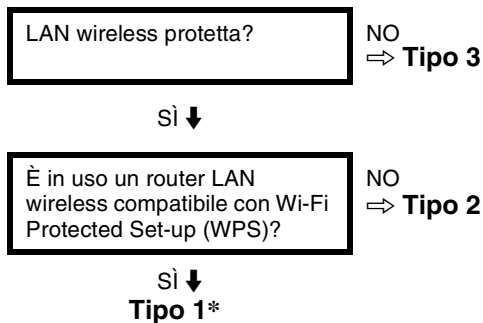 LAN wireless protetta?
NO
⇨ Tipo 3
SÌ ⬇
È in uso un router LAN
wireless compatibile con Wi-Fi
Protected Set-up (WPS)?
NO
⇨ Tipo 2
SÌ ⬇
Tipo 1*